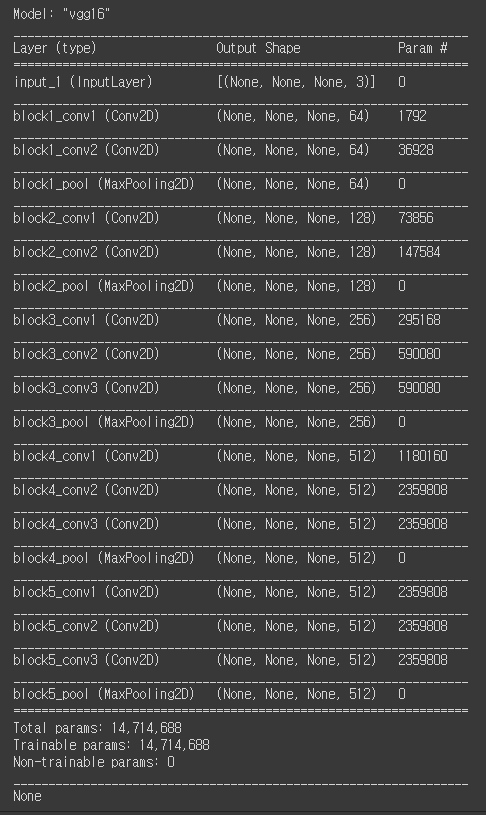 Model: "vgg16"
_________________________________________________________________
Layer (type)                 Output Shape              Param #
=================================================================
input_1 (InputLayer)         [(None, None, None, 3)]   0
_________________________________________________________________
block1_conv1 (Conv2D)        (None, None, None, 64)    1792
_________________________________________________________________
block1_conv2 (Conv2D)        (None, None, None, 64)    36928
_________________________________________________________________
block1_pool (MaxPooling2D)   (None, None, None, 64)    0
_________________________________________________________________
block2_conv1 (Conv2D)        (None, None, None, 128)   73856
_________________________________________________________________
block2_conv2 (Conv2D)        (None, None, None, 128)   147584
_________________________________________________________________
block2_pool (MaxPooling2D)   (None, None, None, 128)   0
_________________________________________________________________
block3_conv1 (Conv2D)        (None, None, None, 256)   295168
_________________________________________________________________
block3_conv2 (Conv2D)        (None, None, None, 256)   590080
_________________________________________________________________
block3_conv3 (Conv2D)        (None, None, None, 256)   590080
_________________________________________________________________
block3_pool (MaxPooling2D)   (None, None, None, 256)   0
_________________________________________________________________
block4_conv1 (Conv2D)        (None, None, None, 512)   1180160
_________________________________________________________________
block4_conv2 (Conv2D)        (None, None, None, 512)   2359808
_________________________________________________________________
block4_conv3 (Conv2D)        (None, None, None, 512)   2359808
_________________________________________________________________
block4_pool (MaxPooling2D)   (None, None, None, 512)   0
_________________________________________________________________
block5_conv1 (Conv2D)        (None, None, None, 512)   2359808
_________________________________________________________________
block5_conv2 (Conv2D)        (None, None, None, 512)   2359808
_________________________________________________________________
block5_conv3 (Conv2D)        (None, None, None, 512)   2359808
_________________________________________________________________
block5_pool (MaxPooling2D)   (None, None, None, 512)   0
=================================================================
Total params: 14,714,688
Trainable params: 14,714,688
Non-trainable params: 0
_________________________________________________________________
None